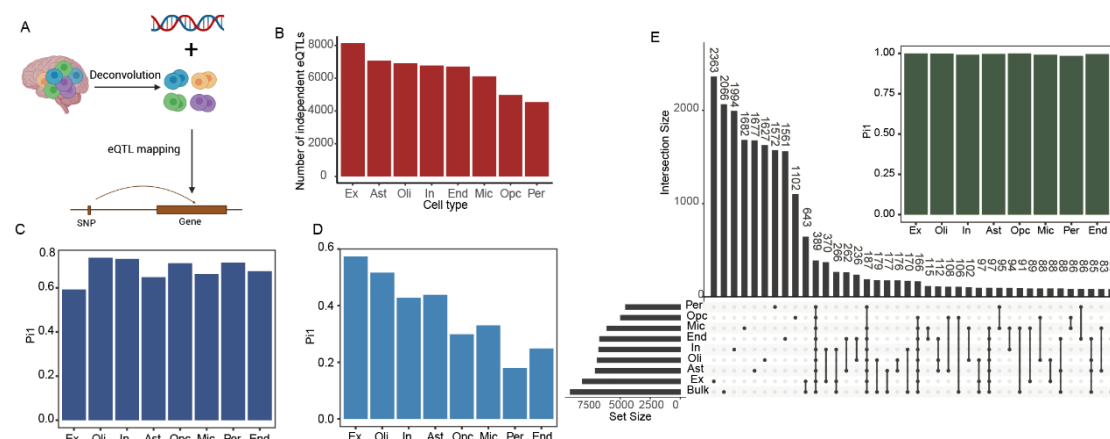 A
+
Deconvolution
eQTL mapping
SNP
Gene
B
Number of independent eQTLs
8000
6000
4000
2000
0
Ex Ast Oli In End Mic Opc Per
Cell type
C
Pi1
0.8
0.6
0.4
0.2
0.0
Ex Oli In Ast Opc Mic Per End
D
Pi1
0.6
0.4
0.2
0.0
Ex Oli In Ast Opc Mic Per End
E
Intersection Size
2000
1000
0
2363 2066 1994 1682 1677 1627 1572 1561 1102 643 389 370 266 262 236 187 179 177 176 170 166 115 112 108 106 102 97 97 95 94 91 89 88 88 88 86 86 85 83
Pi1
1.00
0.75
0.50
0.25
0.00
Ex Oli In Ast Opc Mic Per End
Per
Opc
Mic
End
In
Oli
Ast
Ex
Bulk
7500 5000 2500 0
Set Size